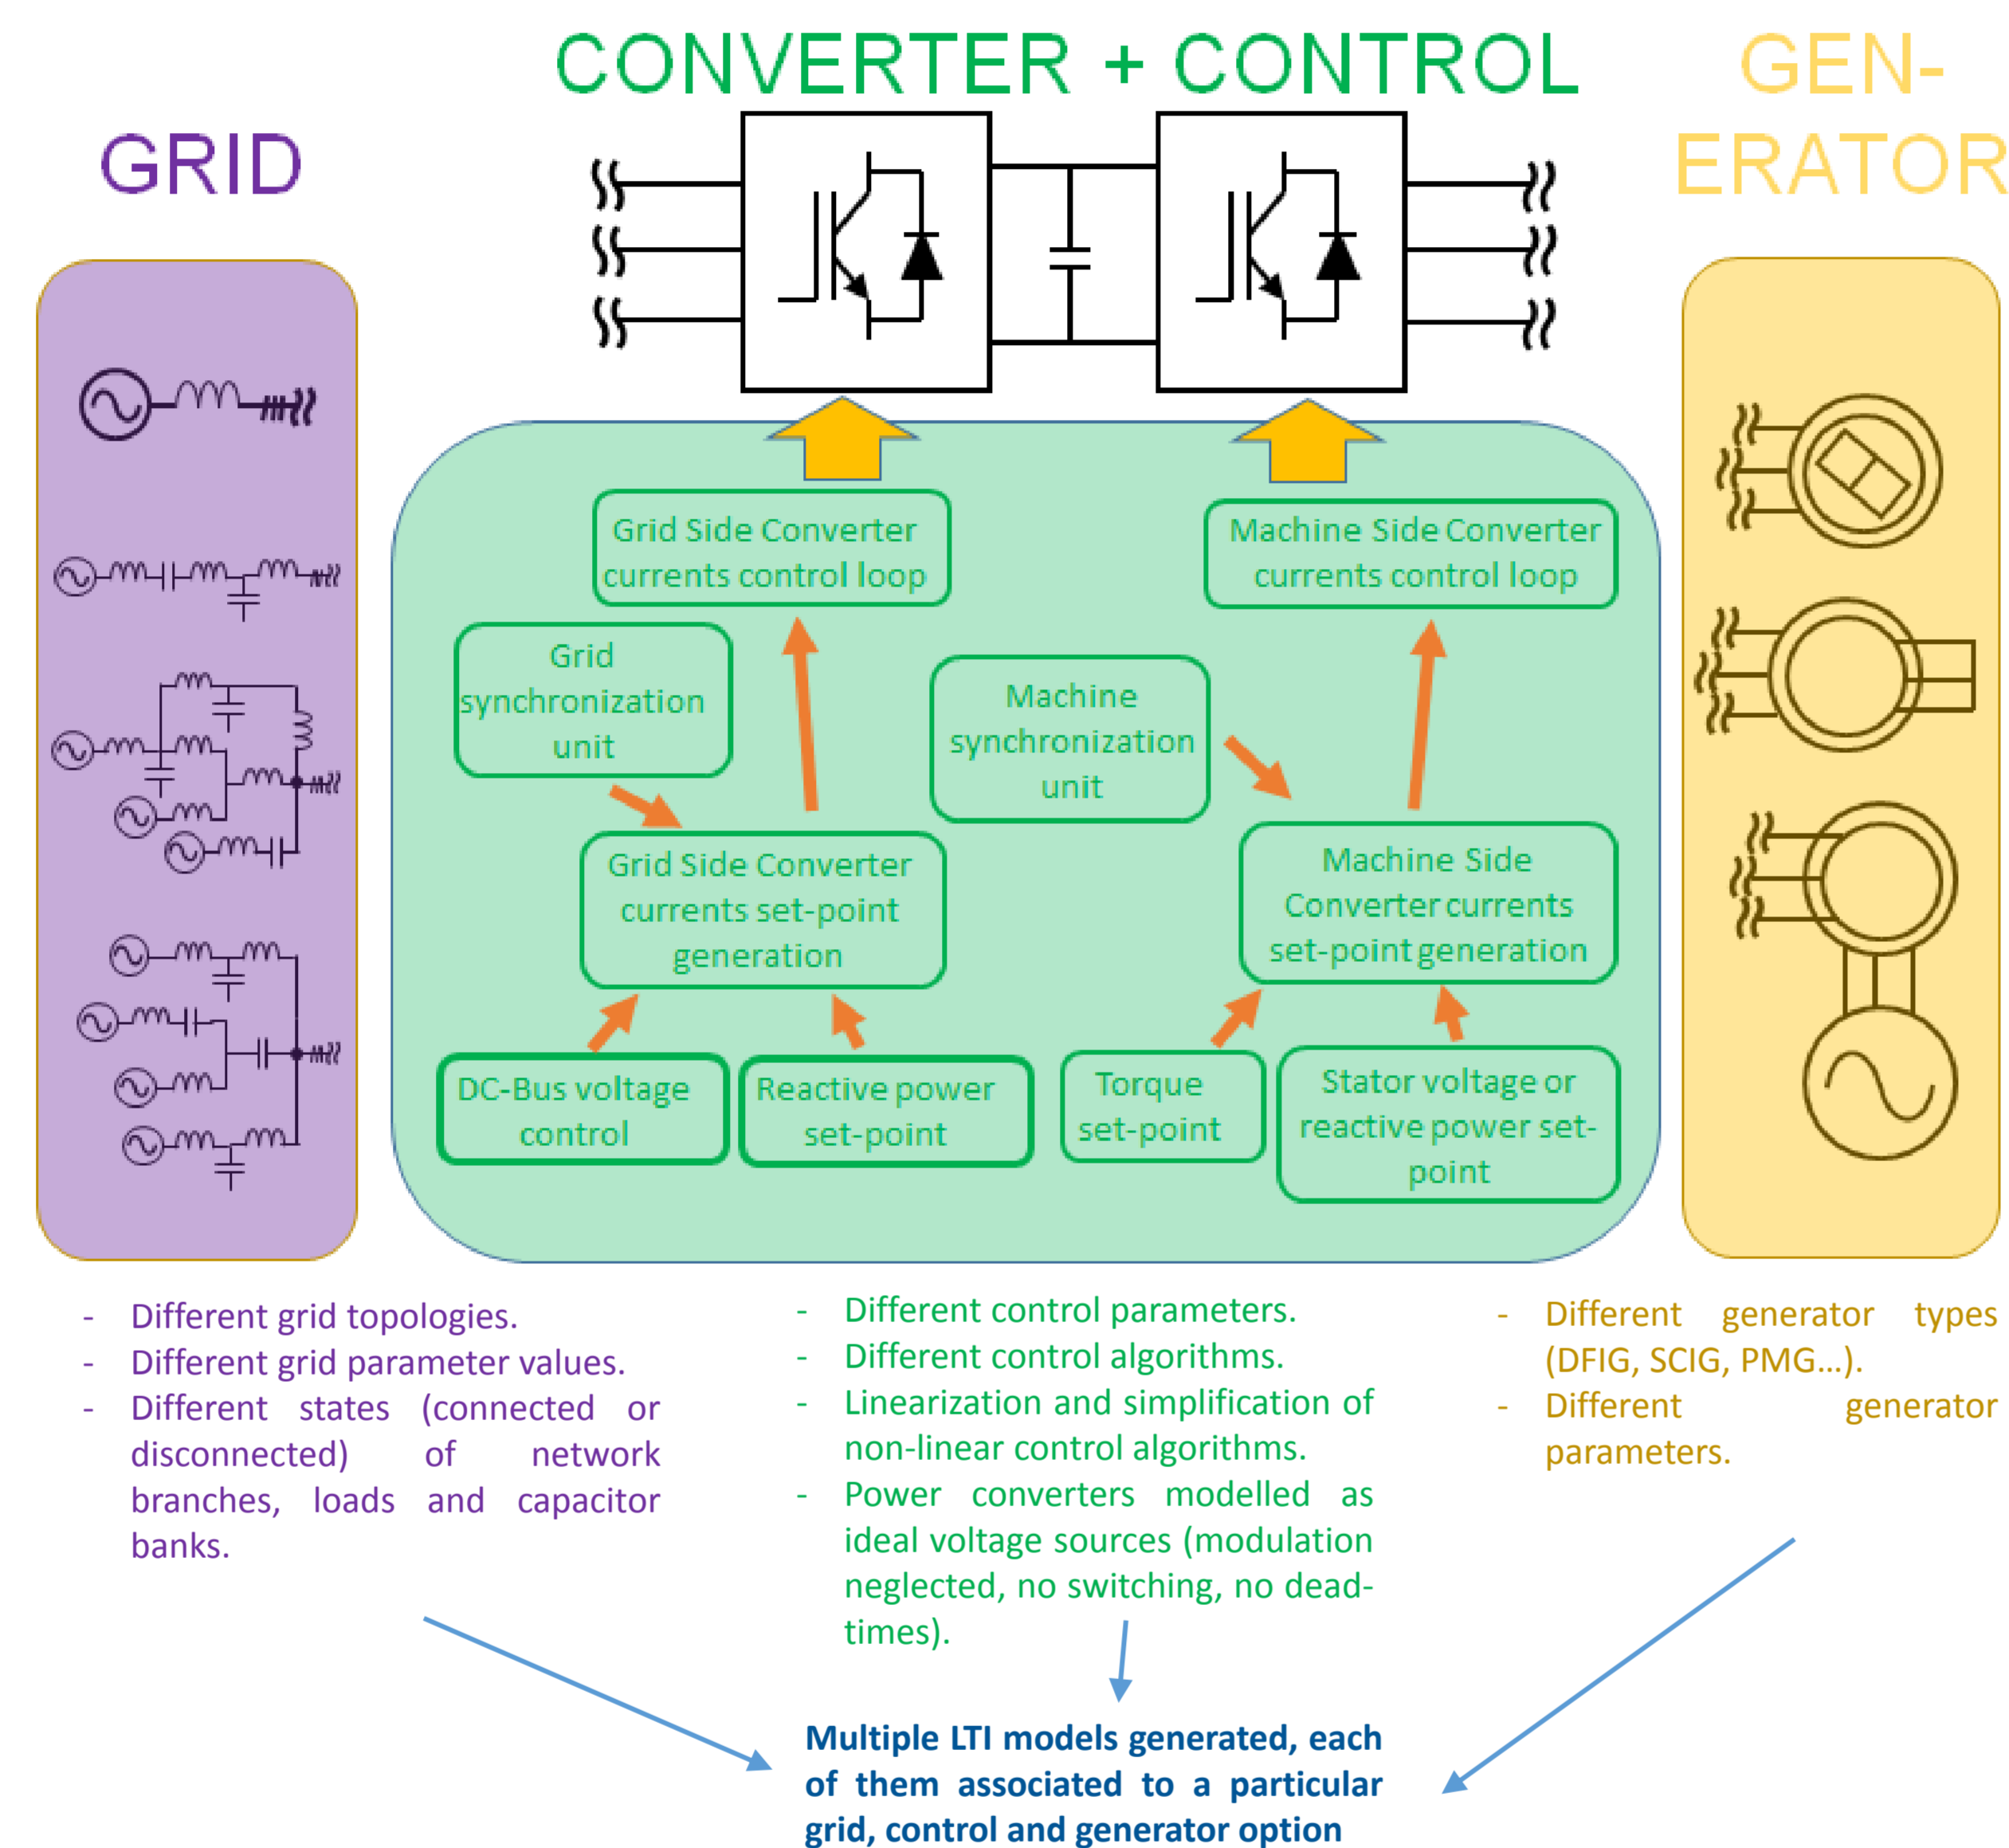 CONVERTER + CONTROL
GEN-
ERATOR
GRID
Grid Side Converter
currents control loop
Machine Side Converter
currents control loop
Grid
synchronization
unit
Machine
synchronization
unit
Grid Side Converter
currents set-point
generation
Machine Side
Converter currents
set-point generation
DC-Bus voltage
control
Reactive power
set-point
Torque
set-point
Stator voltage or
reactive power set-
point
- Different grid topologies.
- Different grid parameter values.
- Different states (connected or
disconnected) of network
branches, loads and capacitor
banks.
- Different control parameters.
- Different control algorithms.
- Linearization and simplification of
non-linear control algorithms.
- Power converters modelled as
ideal voltage sources (modulation
neglected, no switching, no dead-
times).
- Different generator types
(DFIG, SCIG, PMG...).
- Different generator
parameters.
Multiple LTI models generated, each
of them associated to a particular
grid, control and generator option